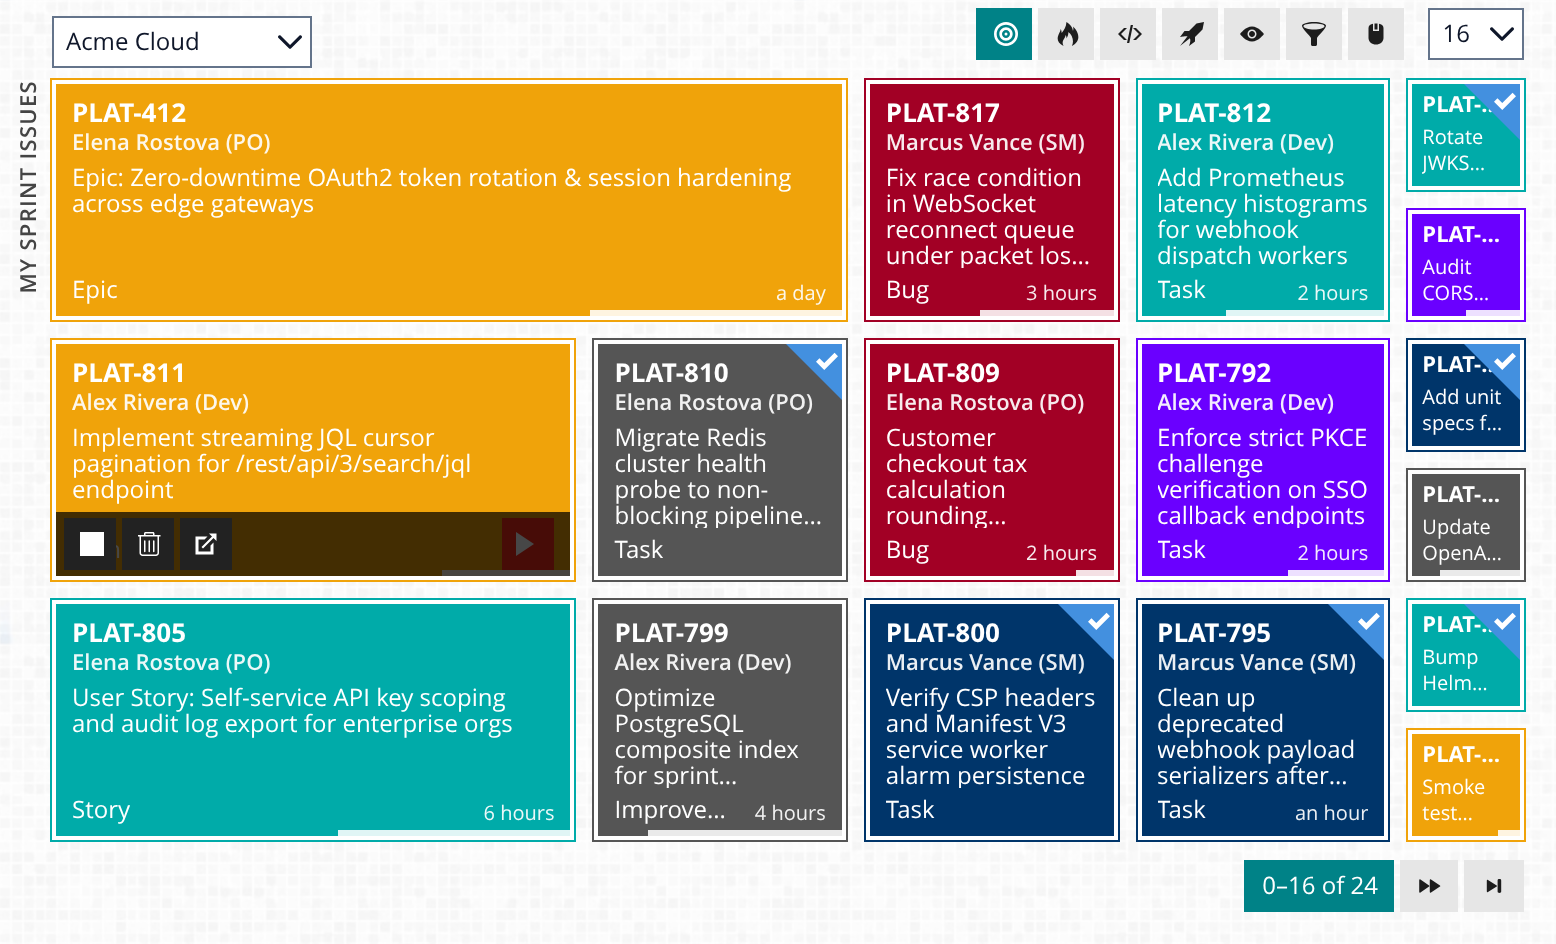 Acme Cloud
16
MY SPRINT ISSUES
PLAT-412
Elena Rostova (PO)
Epic: Zero-downtime OAuth2 token rotation & session hardening
across edge gateways
Epic
a day
PLAT-817
Marcus Vance (SM)
Fix race condition
in WebSocket
reconnect queue
under packet los...
Bug
3 hours
PLAT-812
Alex Rivera (Dev)
Add Prometheus
latency histograms
for webhook
dispatch workers
Task
2 hours
PLAT-...
Rotate
JWKS...
PLAT-...
Audit
CORS...
PLAT-811
Alex Rivera (Dev)
Implement streaming JQL cursor
pagination for /rest/api/3/search/jql
endpoint
PLAT-810
Elena Rostova (PO)
Migrate Redis
cluster health
probe to non-
blocking pipeline...
Task
PLAT-809
Elena Rostova (PO)
Customer
checkout tax
calculation
rounding...
Bug
2 hours
PLAT-792
Alex Rivera (Dev)
Enforce strict PKCE
challenge
verification on SSO
callback endpoints
Task
2 hours
PLAT-...
Add unit
specs f...
PLAT-...
Update
OpenA...
PLAT-805
Elena Rostova (PO)
User Story: Self-service API key scoping
and audit log export for enterprise orgs
Story
6 hours
PLAT-799
Alex Rivera (Dev)
Optimize
PostgreSQL
composite index
for sprint...
Improve...
4 hours
PLAT-800
Marcus Vance (SM)
Verify CSP headers
and Manifest V3
service worker
alarm persistence
Task
PLAT-795
Marcus Vance (SM)
Clean up
deprecated
webhook payload
serializers after...
Task
an hour
PLAT-...
Bump
Helm...
PLAT-...
Smoke
test...
0–16 of 24